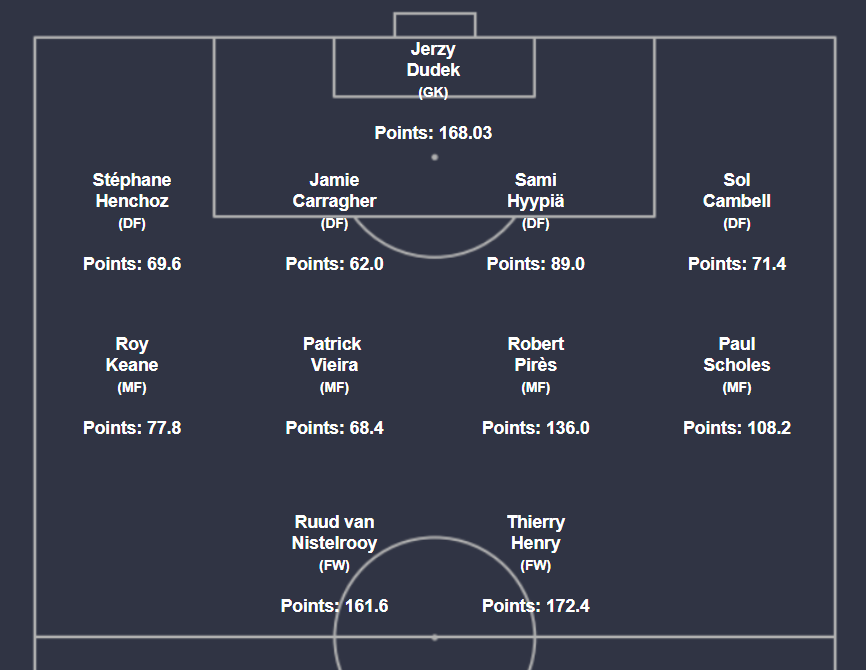 Jerzy
Dudek
(GK)
Points: 168.03
Stéphane
Henchoz
(DF)
Points: 69.6
Jamie
Carragher
(DF)
Points: 62.0
Sami
Hyypiä
(DF)
Points: 89.0
Sol
Cambell
(DF)
Points: 71.4
Roy
Keane
(MF)
Points: 77.8
Patrick
Vieira
(MF)
Points: 68.4
Robert
Pirès
(MF)
Points: 136.0
Paul
Scholes
(MF)
Points: 108.2
Ruud van
Nistelrooy
(FW)
Points: 161.6
Thierry
Henry
(FW)
Points: 172.4